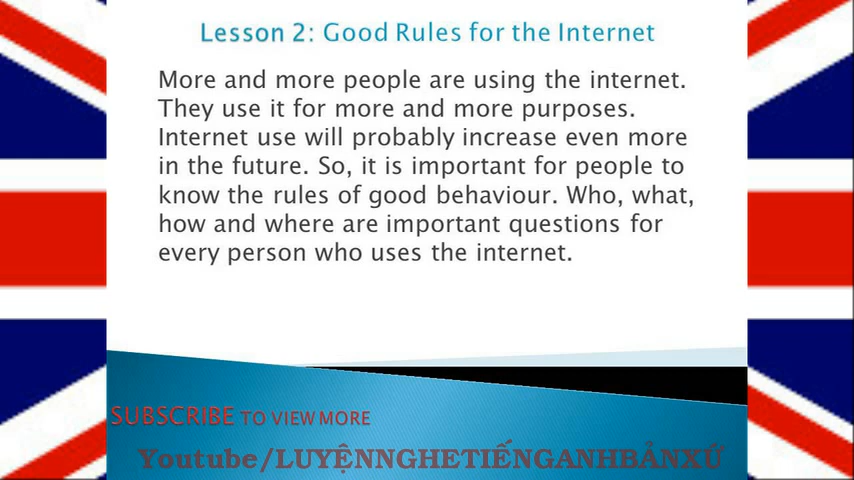 Lesson 2: Good Rules for the Internet
More and more people are using the internet.
They use it for more and more purposes.
Internet use will probably increase even more
in the future. So, it is important for people to
know the rules of good behaviour. Who, what,
how and where are important questions for
every person who uses the internet.
SUBSCRIBE TO VIEW MORE
Youtube/LUYỆNNGHETIẾNGANHBẢNXỨ